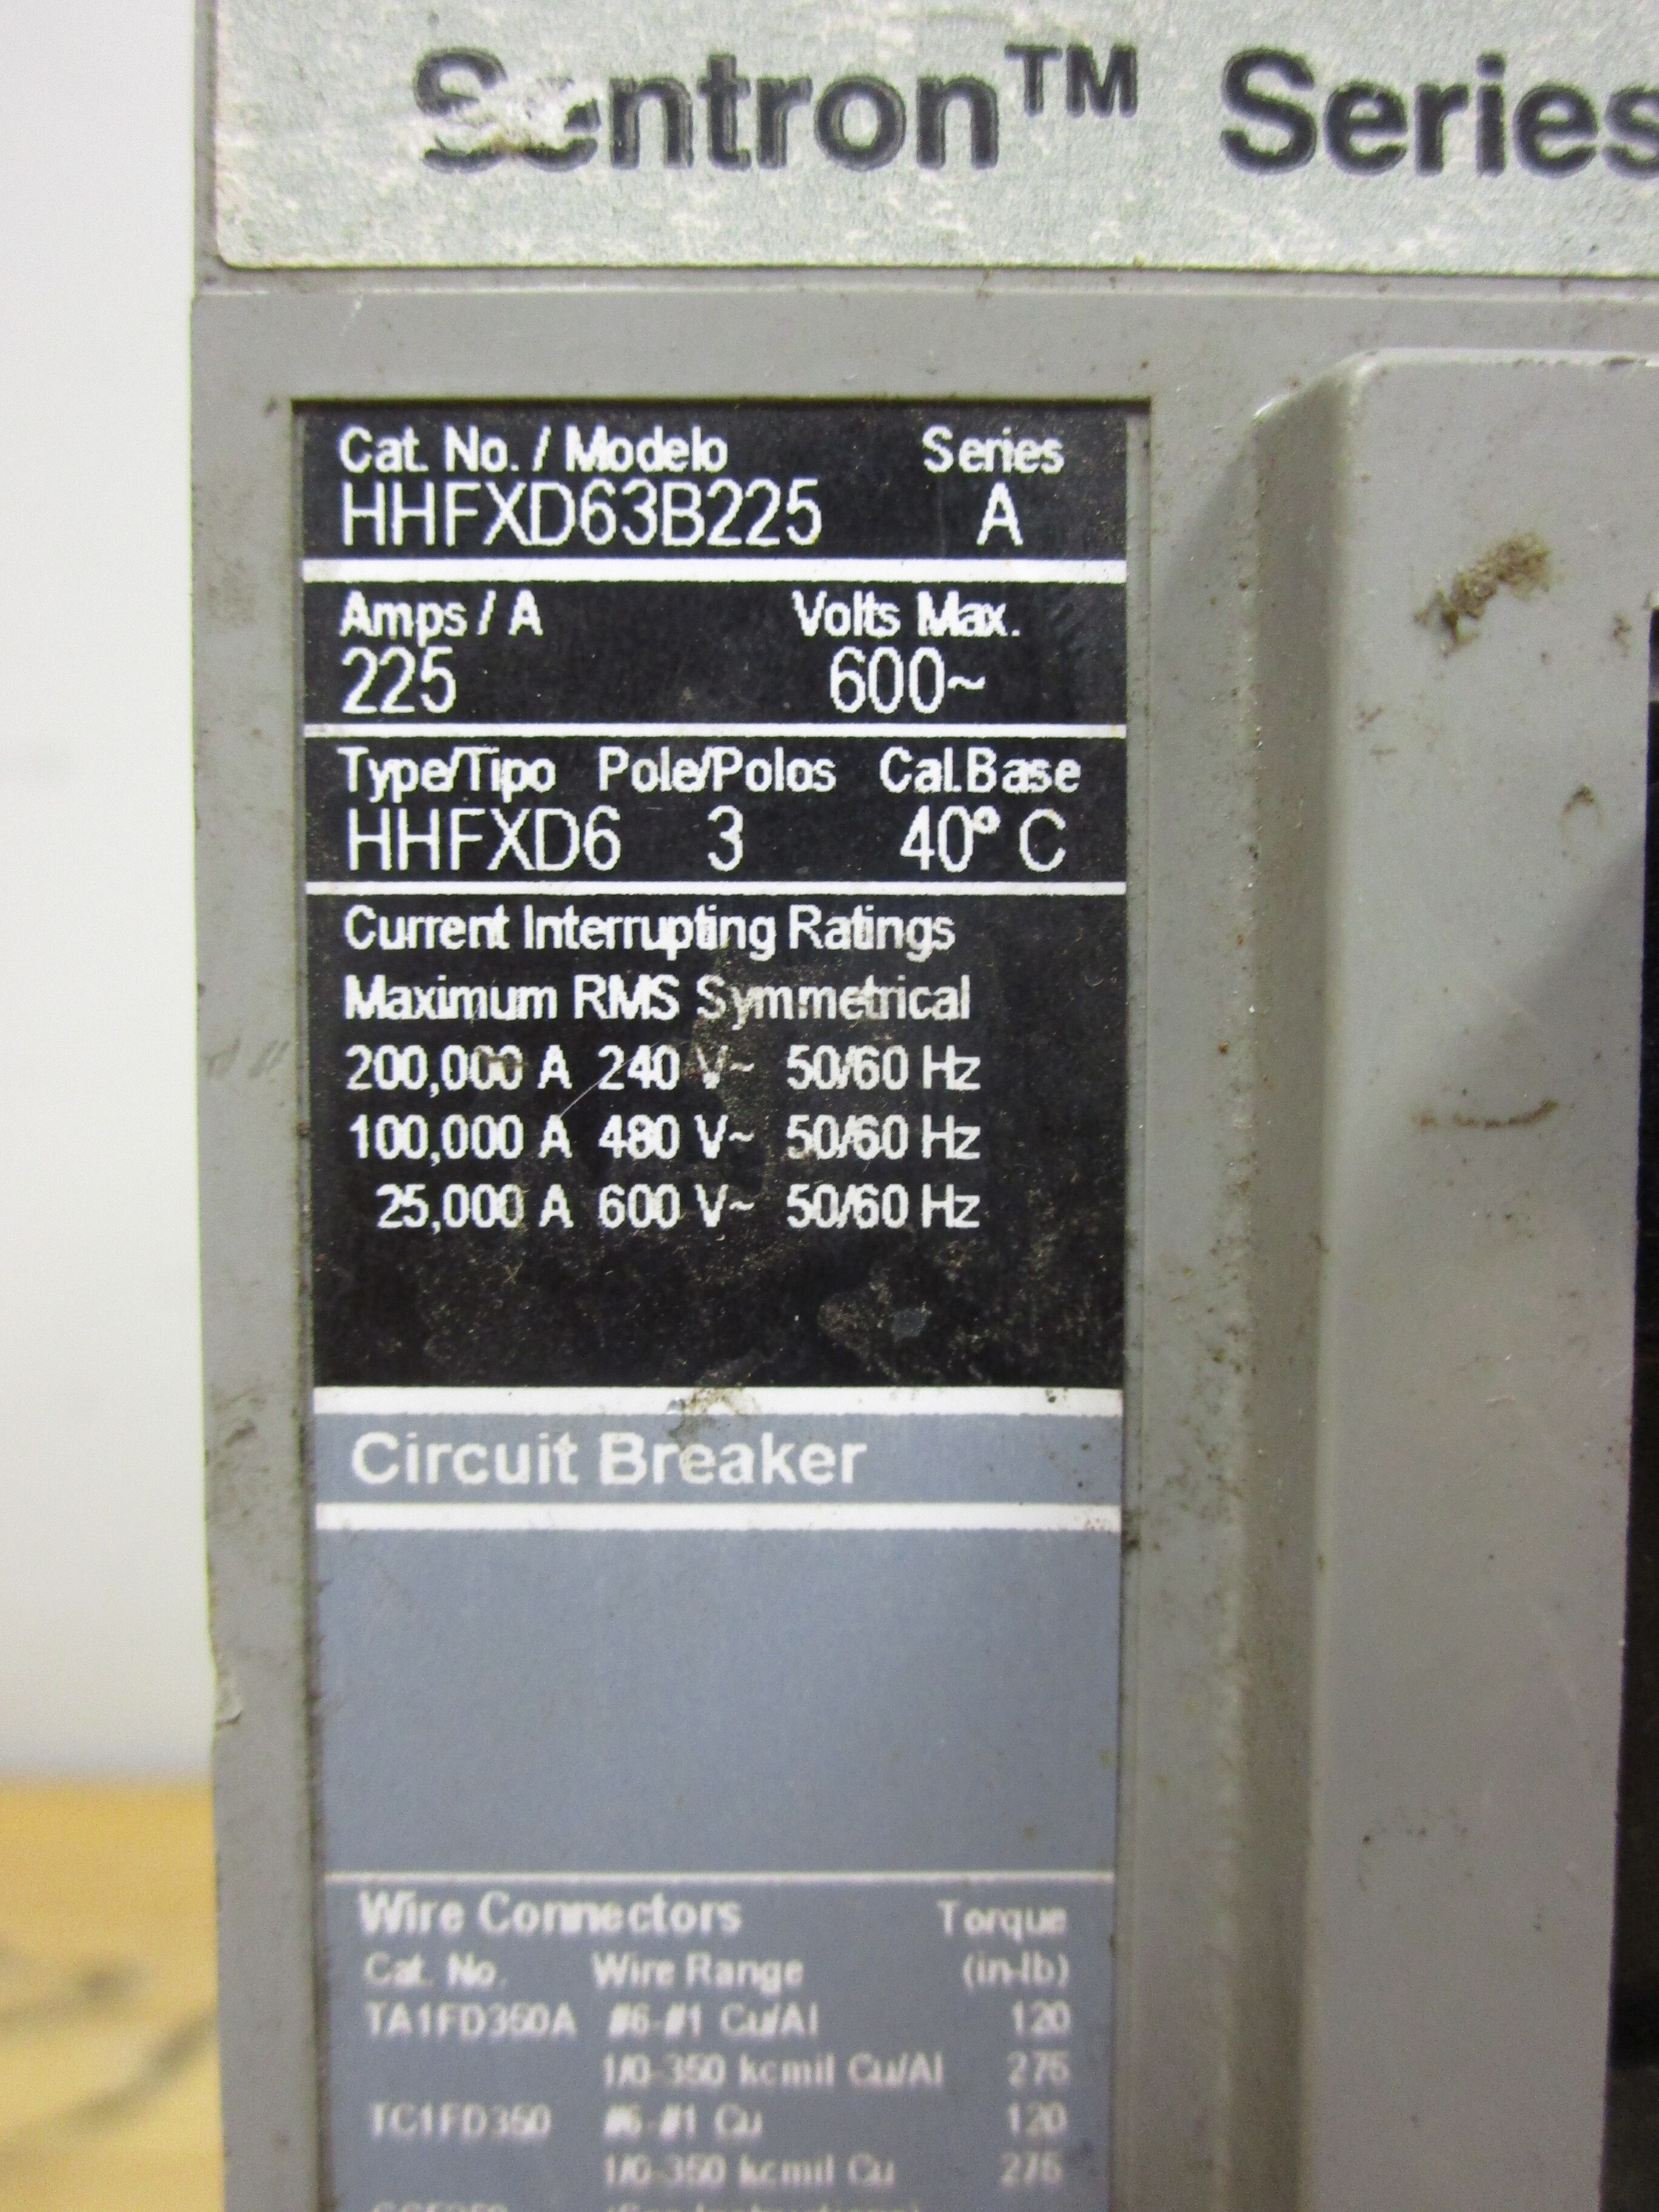 Sentron™ Series
Cat. No. / Modelo Series
HHFXD63B225 A
Amps / A Volts Max.
225 600~
Type/Tipo Pole/Polos Cal.Base
HHFXD6 3 40° C
Current Interrupting Ratings
Maximum RMS Symmetrical
200,000 A 240 V~ 50/60 Hz
100,000 A 480 V~ 50/60 Hz
25,000 A 600 V~ 50/60 Hz
Circuit Breaker
Wire Connectors Torque
Cat. No. Wire Range (in-lb)
TA1FD350A #6-#1 Cu/Al 120
1/0-350 kcmil Cu/Al 275
TC1FD350 #6-#1 Cu 120
1/0-350 kcmil Cu 275